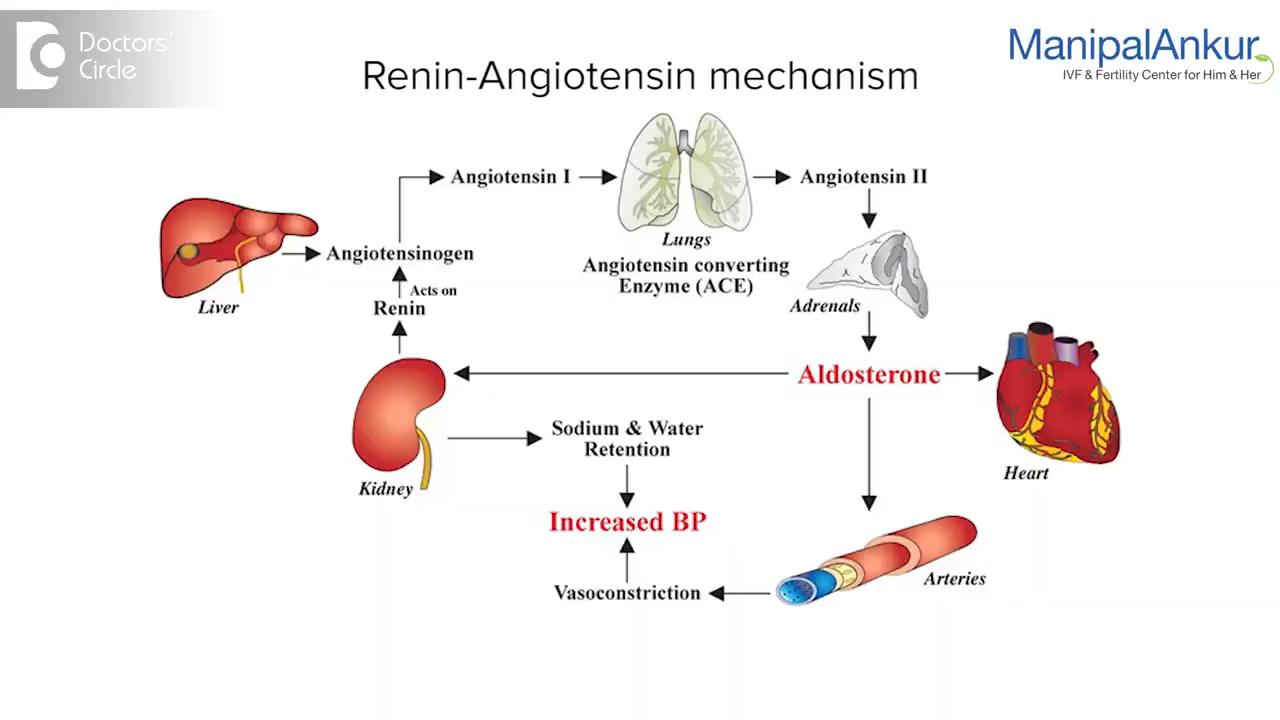 Doctors'
Circle
ManipalAnkur
IVF & Fertility Center for Him & Her
Renin-Angiotensin mechanism
Angiotensin I
Angiotensin II
Lungs
Angiotensin converting
Enzyme (ACE)
Angiotensinogen
Acts on
Renin
Liver
Adrenals
Aldosterone
Sodium & Water
Retention
Kidney
Heart
Increased BP
Arteries
Vasoconstriction